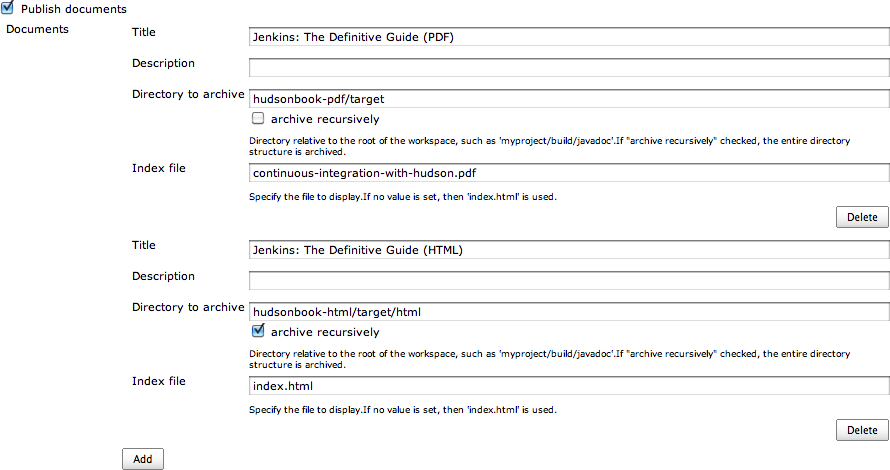 Publish documents
Documents
Title
Jenkins: The Definitive Guide (PDF)
Description
Directory to archive
hudsonbook-pdf/target
archive recursively
Directory relative to the root of the workspace, such as 'myproject/build/javadoc'.If "archive recursively" checked, the entire directory
structure is archived.
Index file
continuous-integration-with-hudson.pdf
Specify the file to display.If no value is set, then 'index.html' is used.
Delete
Title
Jenkins: The Definitive Guide (HTML)
Description
Directory to archive
hudsonbook-html/target/html
archive recursively
Directory relative to the root of the workspace, such as 'myproject/build/javadoc'.If "archive recursively" checked, the entire directory
structure is archived.
Index file
index.html
Specify the file to display.If no value is set, then 'index.html' is used.
Delete
Add